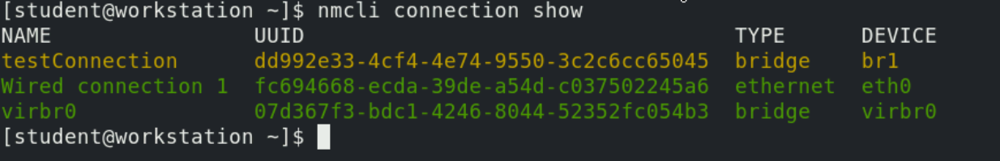 [student@workstation ~]$ nmcli connection show
NAME                UUID                                  TYPE      DEVICE
testConnection      dd992e33-4cf4-4e74-9550-3c2c6cc65045  bridge    br1
Wired connection 1  fc694668-ecda-39de-a54d-c037502245a6  ethernet  eth0
virbr0              07d367f3-bdc1-4246-8044-52352fc054b3  bridge    virbr0
[student@workstation ~]$